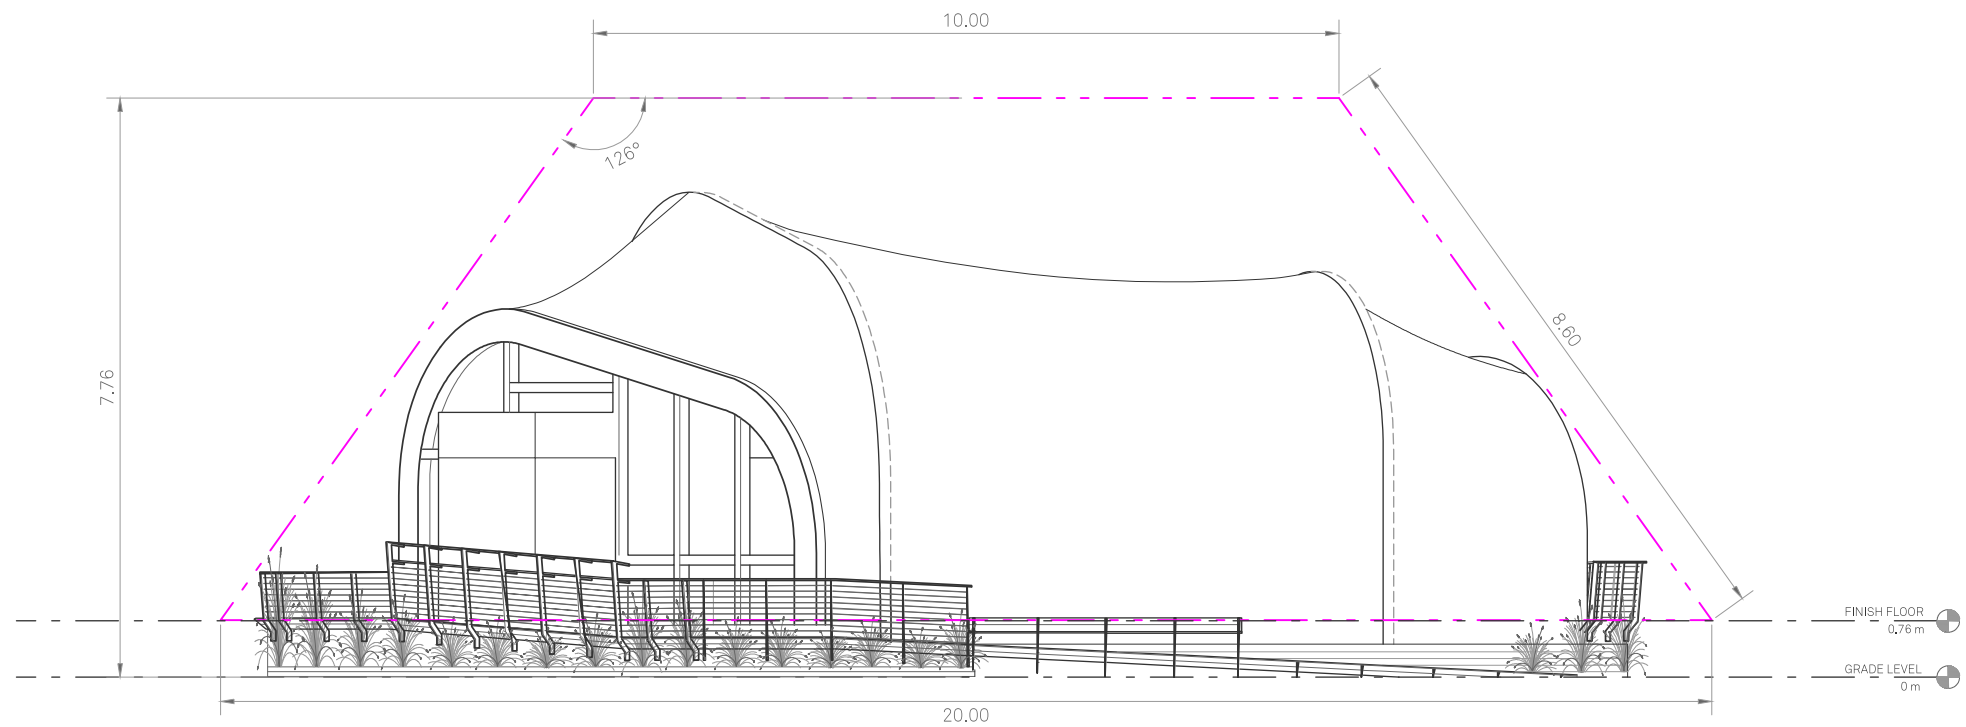 10.00
126°
8.60
7.76
FINISH FLOOR
0.76 m
GRADE LEVEL
0 m
20.00